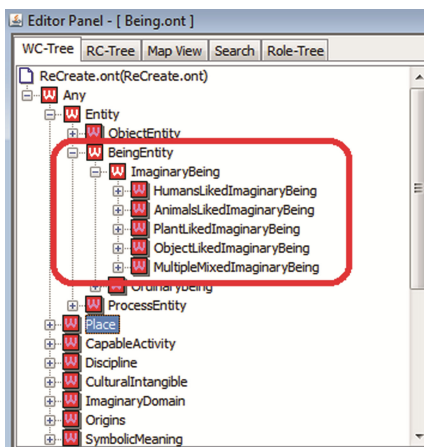 Editor Panel - [ Being.ont ]
WC-Tree RC-Tree Map View Search Role-Tree
ReCreate.ont(ReCreate.ont)
W Any
W Entity
W ObjectEntity
W BeingEntity
W ImaginaryBeing
W HumansLikedImaginaryBeing
W AnimalsLikedImaginaryBeing
W PlantLikedImaginaryBeing
W ObjectLikedImaginaryBeing
W MultipleMixedImaginaryBeing
W OrdinaryBeing
W ProcessEntity
W Place
W CapableActivity
W Discipline
W CulturalIntangible
W ImaginaryDomain
W Origins
W SymbolicMeaning